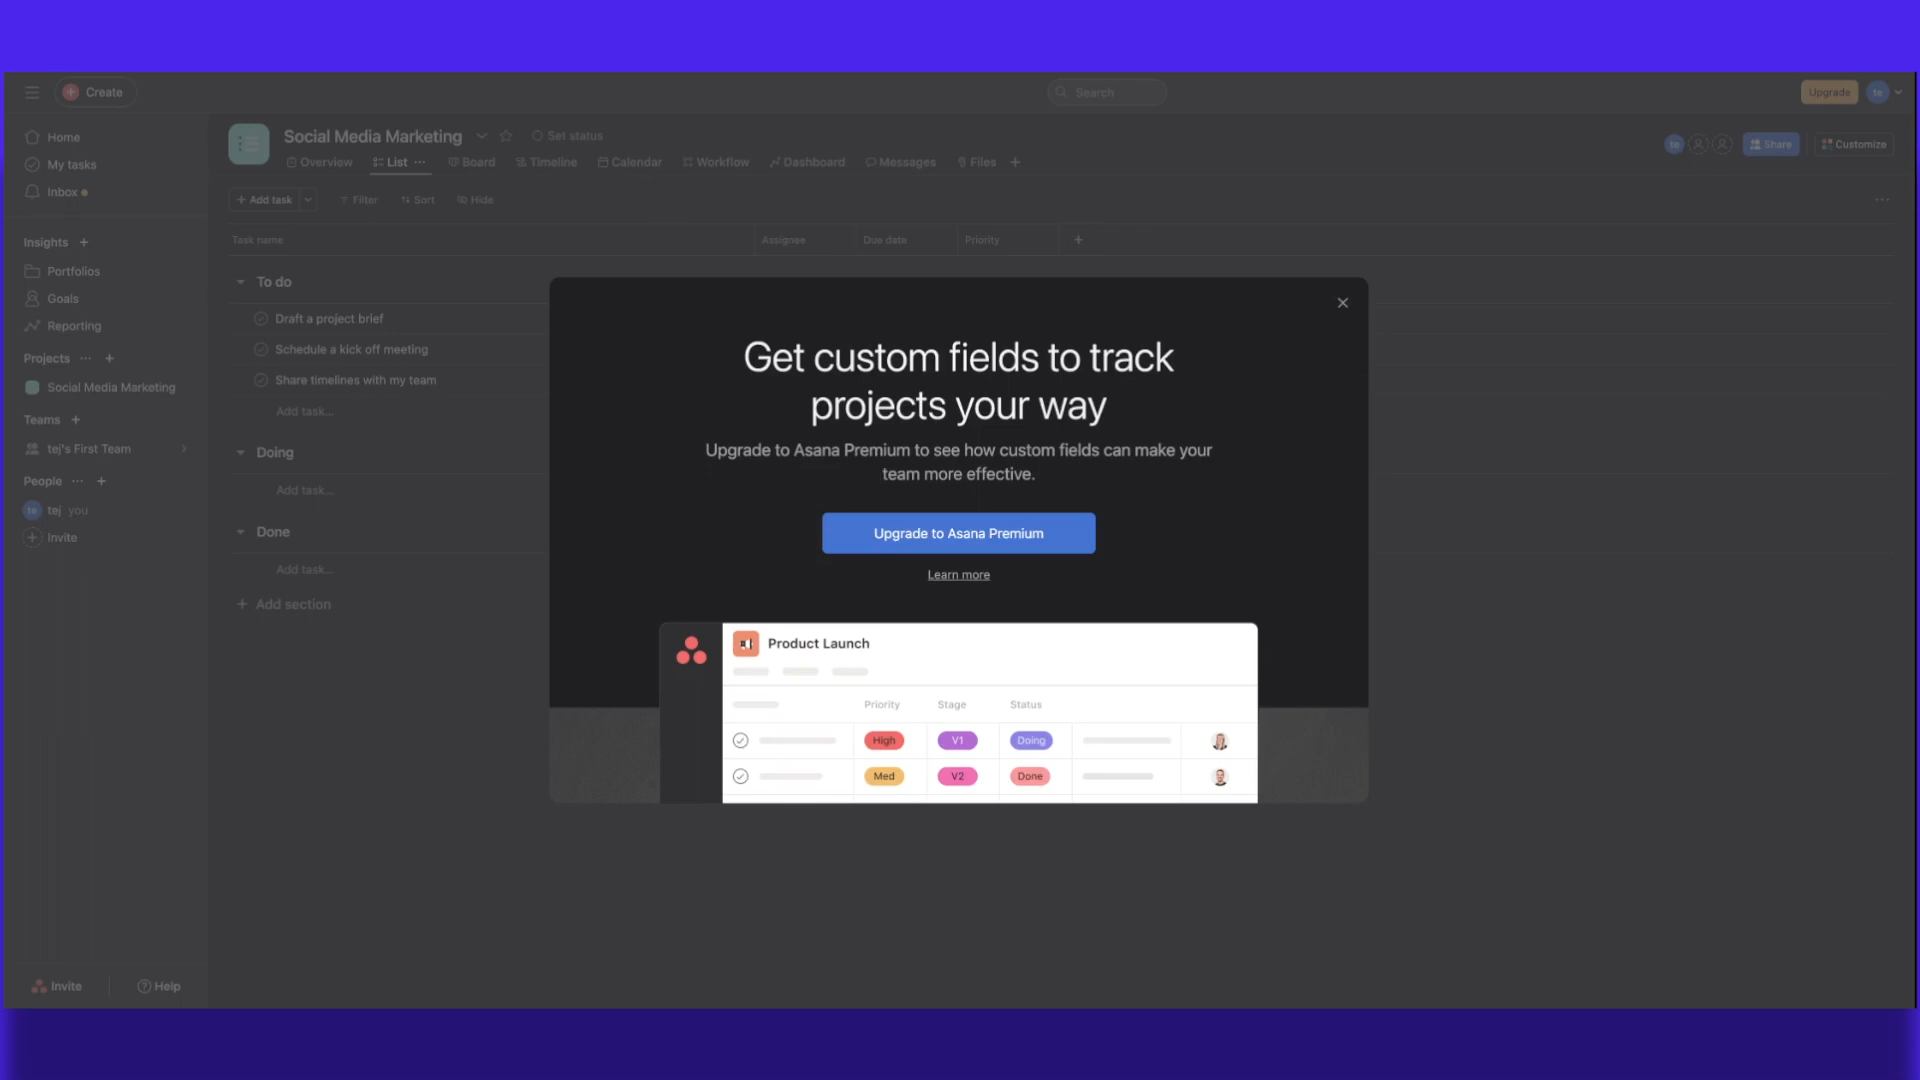 Create
Search
Upgrade
te
Home
My tasks
Inbox
Social Media Marketing
Set status
Overview
List
Board
Timeline
Calendar
Workflow
Dashboard
Messages
Files
te
Share
Customize
Add task
Filter
Sort
Hide
Task name
Assignee
Due date
Priority
Insights
Portfolios
Goals
Reporting
Projects
Social Media Marketing
Teams
tej's First Team
People
te
tej you
Invite
To do
Draft a project brief
Schedule a kick off meeting
Share timelines with my team
Add task...
Doing
Add task...
Done
Add task...
Add section
Get custom fields to track
projects your way
Upgrade to Asana Premium to see how custom fields can make your
team more effective.
Upgrade to Asana Premium
Learn more
Product Launch
Priority
Stage
Status
High
V1
Doing
Med
V2
Done
Invite
Help